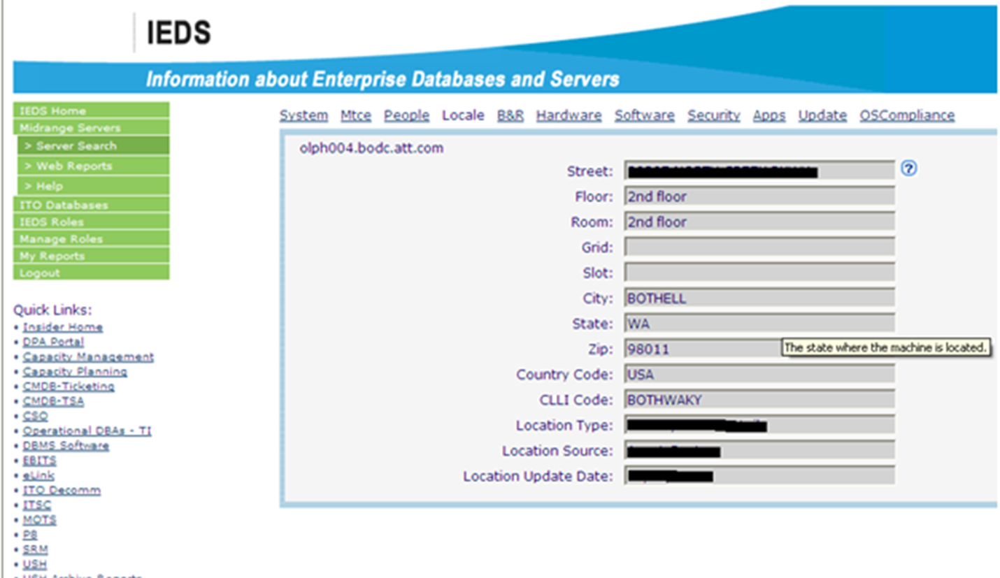 IEDS
Information about Enterprise Databases and Servers
IEDS Home
Midrange Servers
> Server Search
> Web Reports
> Help
ITO Databases
IEDS Roles
Manage Roles
My Reports
Logout
Quick Links:
• Insider Home
• DPA Portal
• Capacity Management
• Capacity Planning
• CMDB-Ticketing
• CMDB-TSA
• CSO
• Operational DBAs - TI
• DBMS Software
• EBITS
• eLink
• ITO Decomm
• ITSC
• MOTS
• P8
• SRM
• USH
System Mtce People Locale B&R Hardware Software Security Apps Update OSCompliance
olph004.bodc.att.com
Street: ?
Floor: 2nd floor
Room: 2nd floor
Grid:
Slot:
City: BOTHELL
State: WA
Zip: 98011
The state where the machine is located.
Country Code: USA
CLLI Code: BOTHWAKY
Location Type:
Location Source:
Location Update Date: